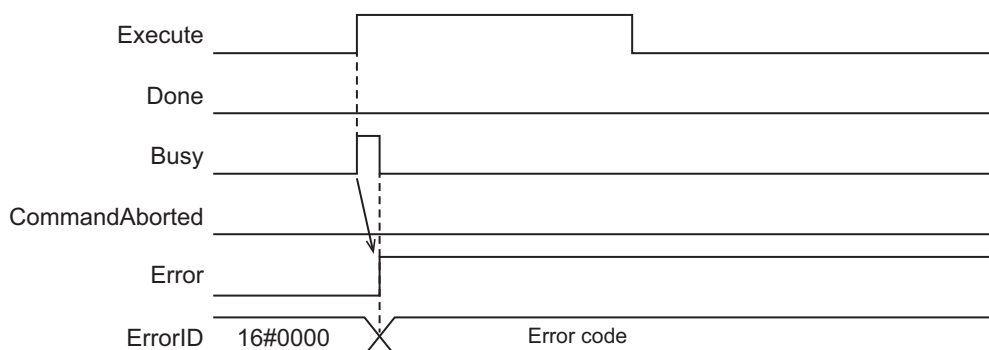 Execute
Done
Busy
CommandAborted
Error
ErrorID 16#0000 Error code